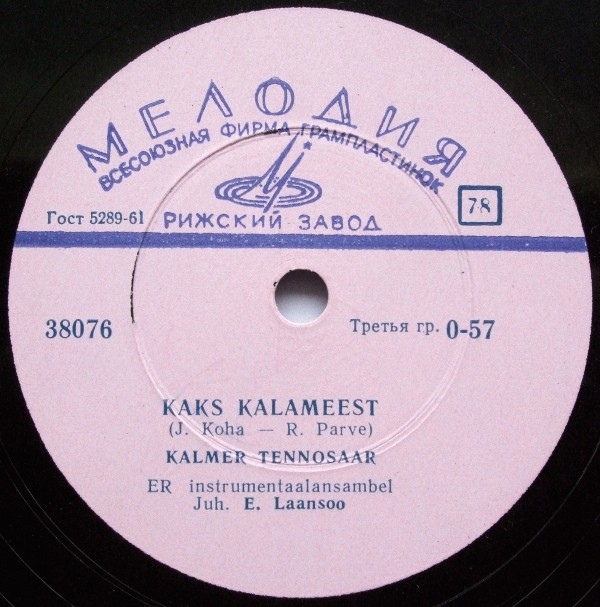 МЕЛОДИЯ
ВСЕСОЮЗНАЯ ФИРМА ГРАМПЛАСТИНОК
РИЖСКИЙ ЗАВОД
Гост 5289-61
78
38076
Третья гр. 0-57
KAKS KALAMEEST
(J. Koha — R. Parve)
KALMER TENNOSAAR
ER instrumentaalansambel
Juh. E. Laansoo